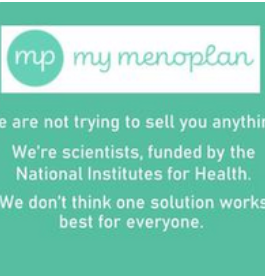 mp my menoplan
e are not trying to sell you anythin
We're scientists, funded by the
National Institutes for Health.
We don't think one solution works
best for everyone.